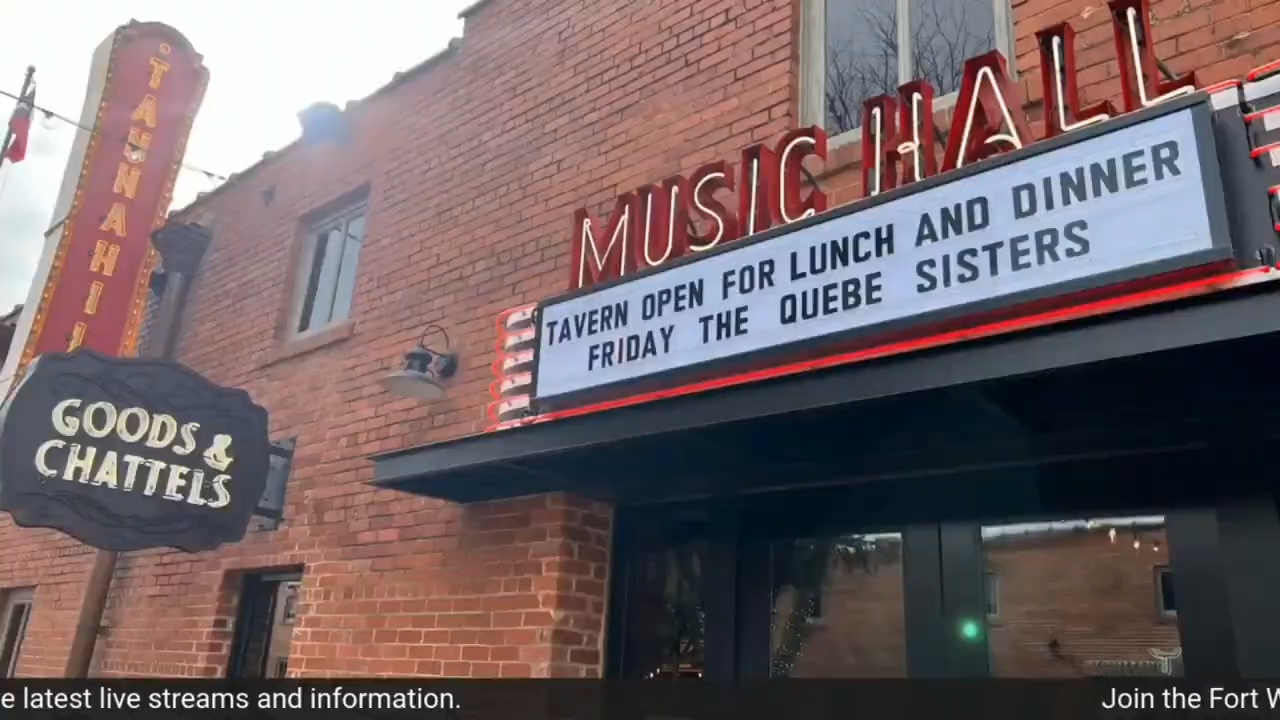 TANNAHIL
GOODS &
CHATTELS
MUSIC HALL
TAVERN OPEN FOR LUNCH AND DINNER
FRIDAY THE QUEBE SISTERS
e latest live streams and information.
Join the Fort W